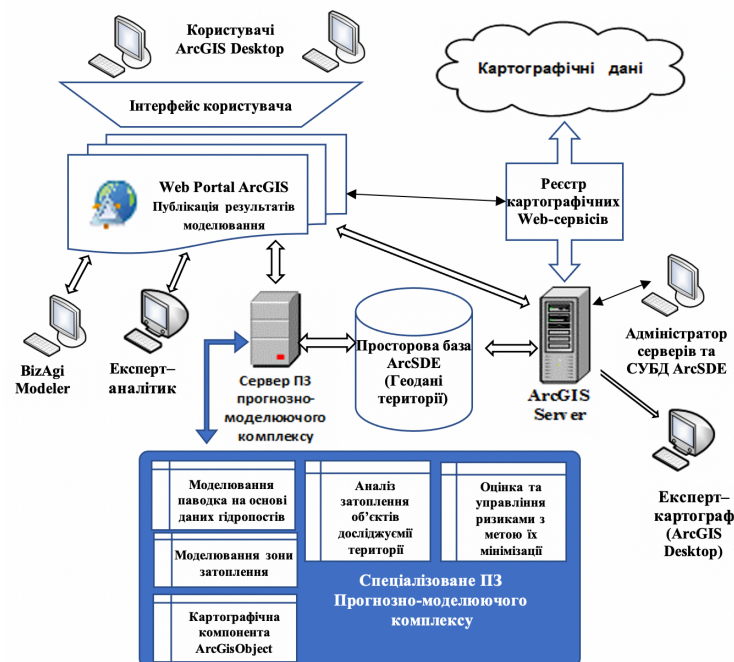 Користувачі
ArcGIS Desktop
Картографічні дані
Інтерфейс користувача
Web Portal ArcGIS
Публікація результатів
моделювання
Реєстр
картографічних
Web-сервісів
BizAgi
Modeler
Експерт–
аналітик
Сервер ПЗ
прогнозно-
моделюючого
комплексу
Просторова база
ArcSDE
(Геодані
території)
ArcGIS
Server
Адміністратор
серверів та
СУБД ArcSDE
Експерт–
картограф
(ArcGIS
Desktop)
Моделювання
паводка на основі
даних гідропостів
Моделювання зони
затоплення
Картографічна
компонента
ArcGisObject
Аналіз
затоплення
об’єктів
досліджуємії
території
Оцінка та
управління
ризиками з
метою їх
мінімізації
Спеціалізоване ПЗ
Прогнозно-моделюючого
комплексу